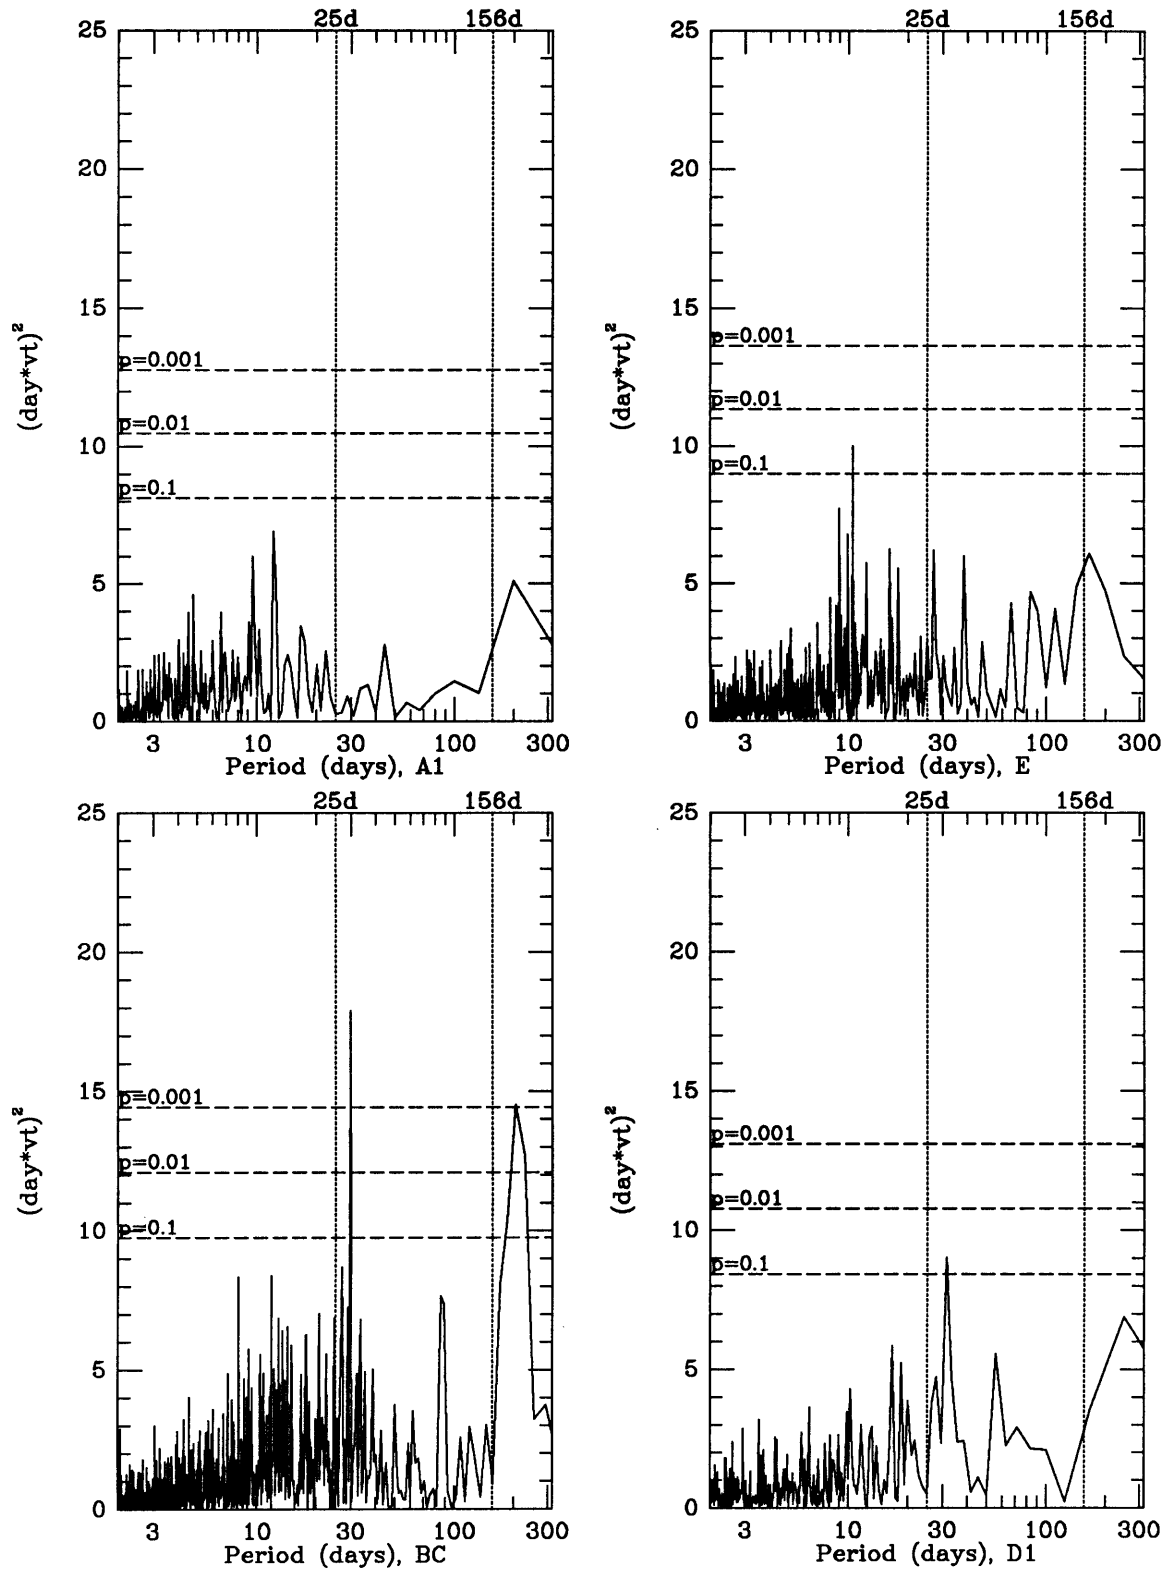 25d 156d
25
20
15
10
5
0
((day*vt)²
p=0.001
p=0.01
p=0.1
3 10 30 100 300
Period (days), A1
25d 156d
25
20
15
10
5
0
((day*vt)²
p=0.001
p=0.01
p=0.1
3 10 30 100 300
Period (days), E
25d 156d
25
20
15
10
5
0
((day*vt)²
p=0.001
p=0.01
p=0.1
3 10 30 100 300
Period (days), BC
25d 156d
25
20
15
10
5
0
((day*vt)²
p=0.001
p=0.01
p=0.1
3 10 30 100 300
Period (days), D1